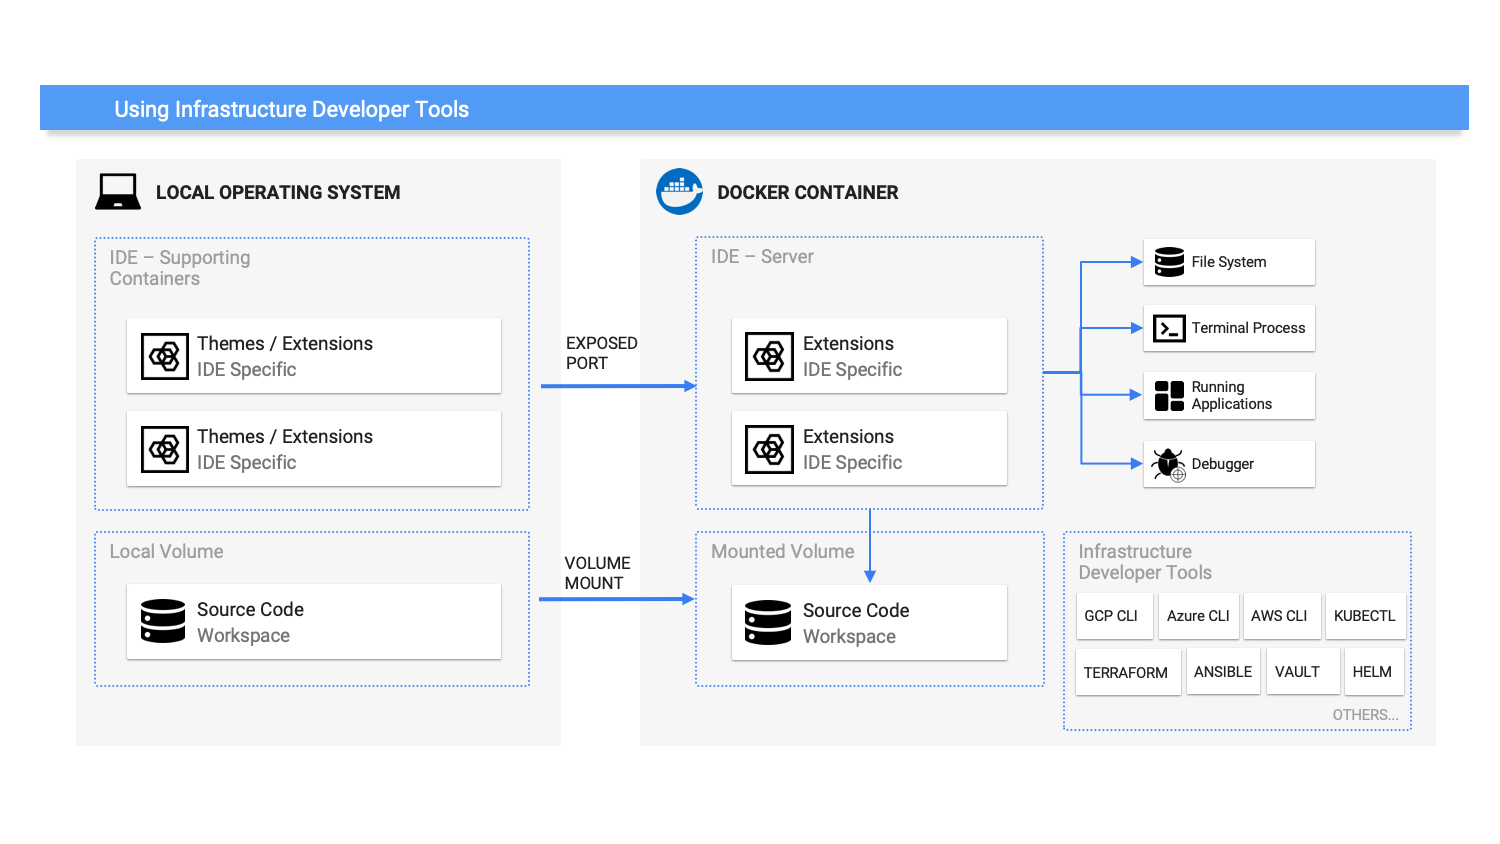 Using Infrastructure Developer Tools
LOCAL OPERATING SYSTEM
IDE – Supporting
Containers
Themes / Extensions
IDE Specific
Themes / Extensions
IDE Specific
Local Volume
Source Code
Workspace
EXPOSED
PORT
VOLUME
MOUNT
DOCKER CONTAINER
IDE – Server
Extensions
IDE Specific
Extensions
IDE Specific
Mounted Volume
Source Code
Workspace
File System
Terminal Process
Running
Applications
Debugger
Infrastructure
Developer Tools
GCP CLI
Azure CLI
AWS CLI
KUBECTL
TERRAFORM
ANSIBLE
VAULT
HELM
OTHERS...